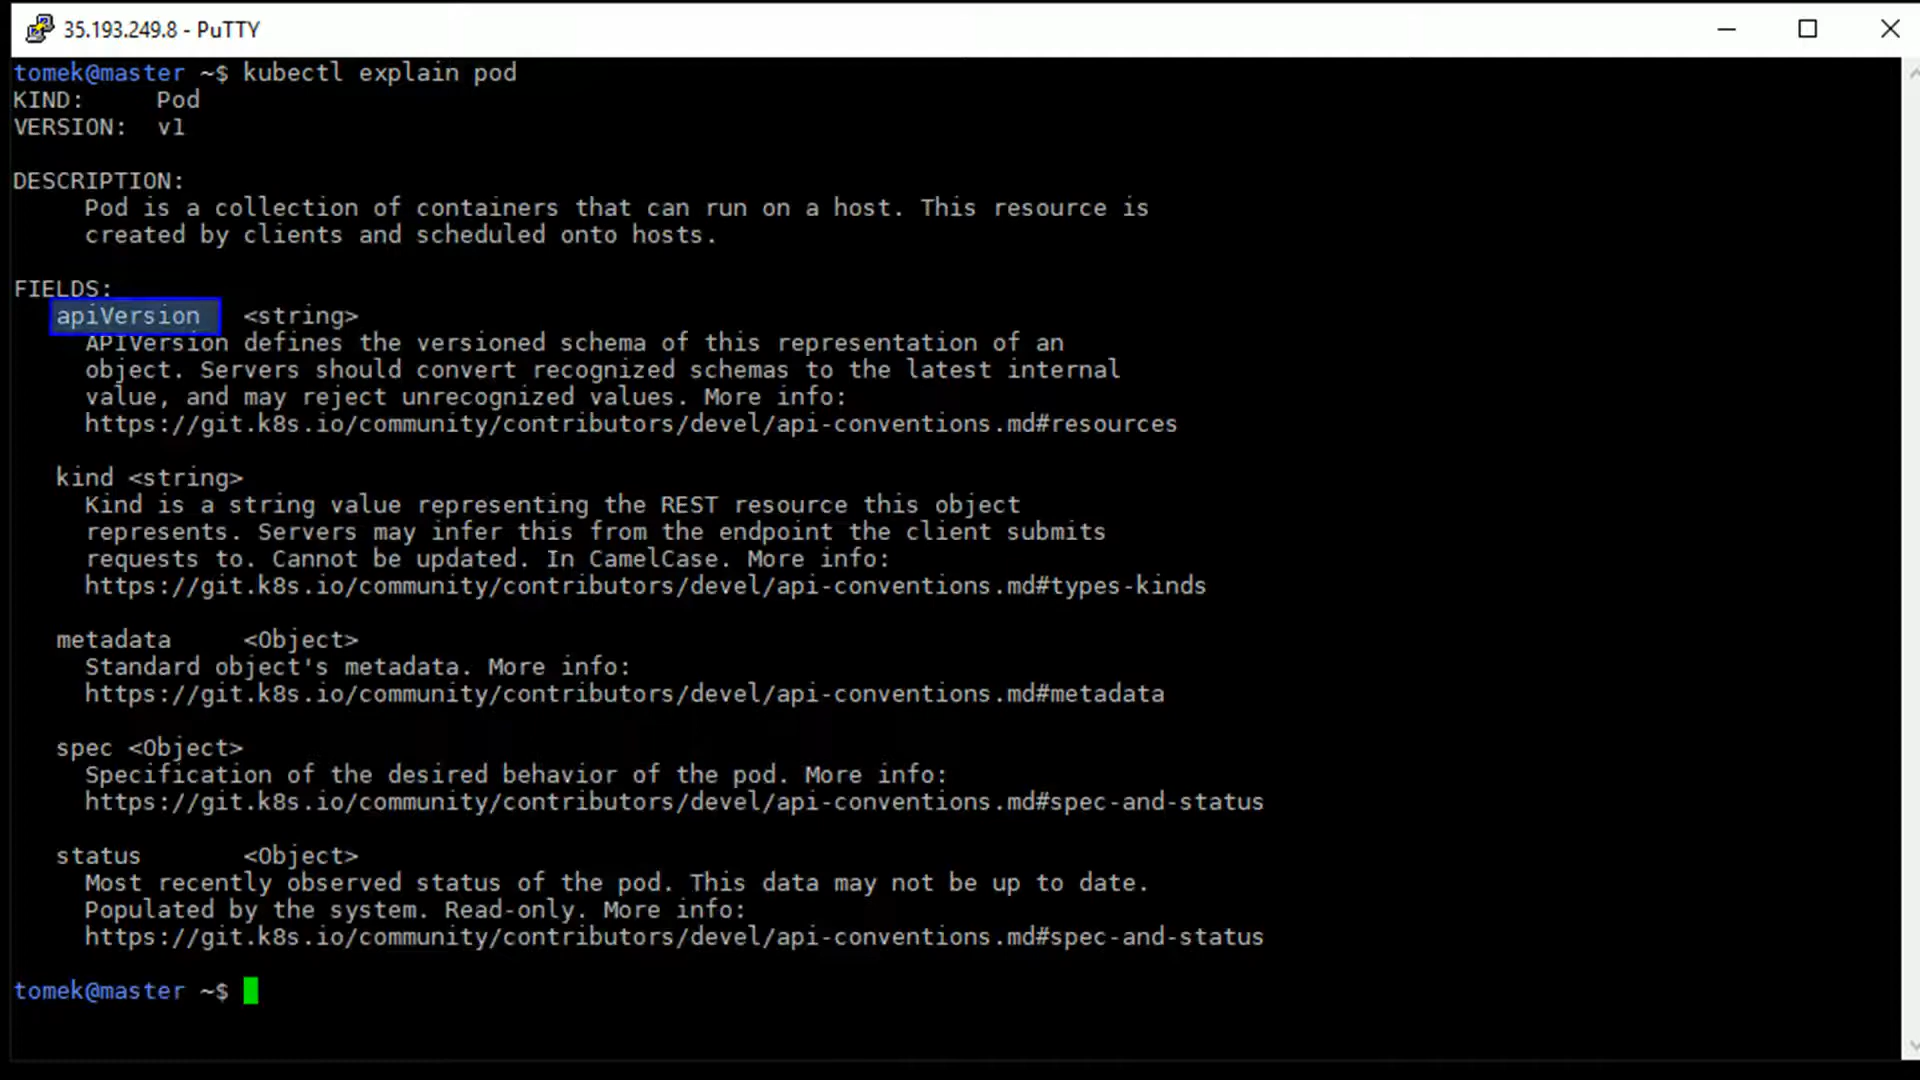 35.193.249.8 - PuTTY
tomek@master ~$ kubectl explain pod
KIND:     Pod
VERSION:  v1
DESCRIPTION:
Pod is a collection of containers that can run on a host. This resource is
created by clients and scheduled onto hosts.
FIELDS:
apiVersion   <string>
APIVersion defines the versioned schema of this representation of an
object. Servers should convert recognized schemas to the latest internal
value, and may reject unrecognized values. More info:
https://git.k8s.io/community/contributors/devel/api-conventions.md#resources
kind <string>
Kind is a string value representing the REST resource this object
represents. Servers may infer this from the endpoint the client submits
requests to. Cannot be updated. In CamelCase. More info:
https://git.k8s.io/community/contributors/devel/api-conventions.md#types-kinds
metadata     <Object>
Standard object's metadata. More info:
https://git.k8s.io/community/contributors/devel/api-conventions.md#metadata
spec <Object>
Specification of the desired behavior of the pod. More info:
https://git.k8s.io/community/contributors/devel/api-conventions.md#spec-and-status
status       <Object>
Most recently observed status of the pod. This data may not be up to date.
Populated by the system. Read-only. More info:
https://git.k8s.io/community/contributors/devel/api-conventions.md#spec-and-status
tomek@master ~$